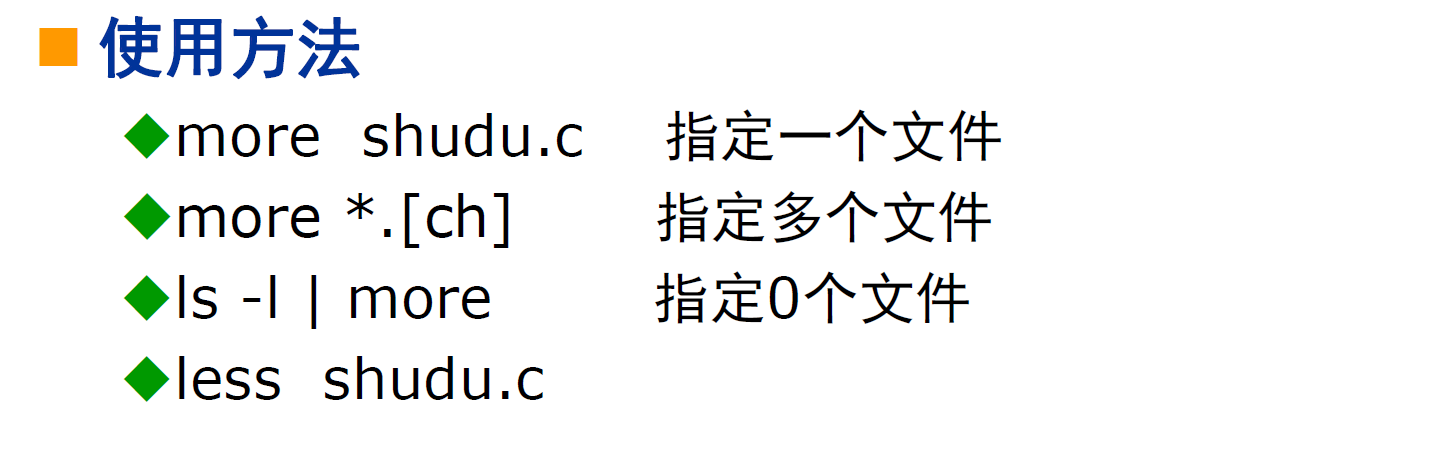 使用方法
more shudu.c 指定一个文件
more *.[ch] 指定多个文件
ls -l | more 指定0个文件
less shudu.c